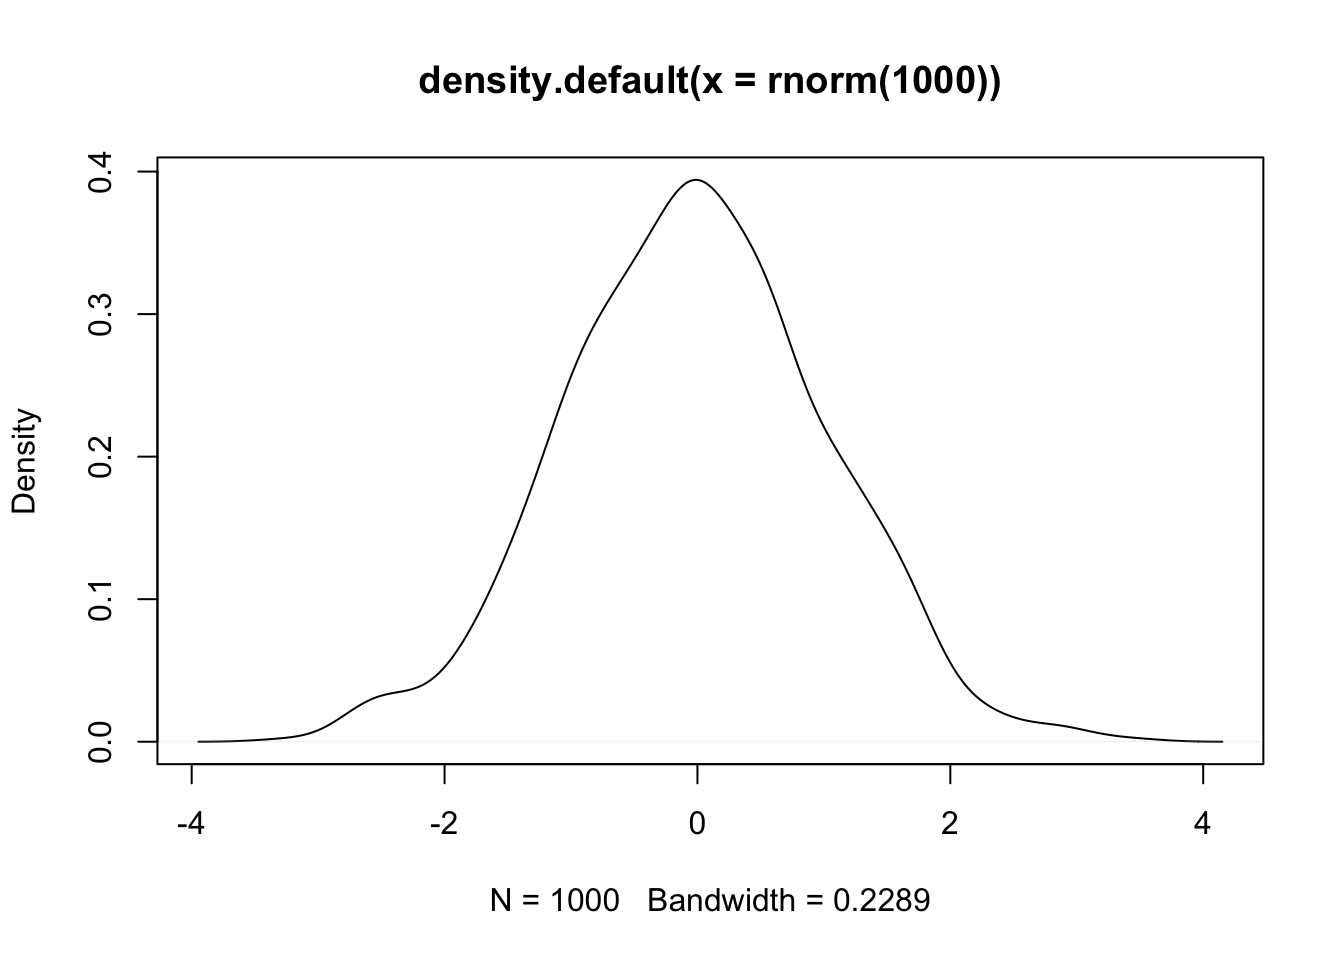 density.default(x = rnorm(1000))
Density
0.4
0.3
0.2
0.1
0.0
-4 -2 0 2 4
N = 1000 Bandwidth = 0.2289